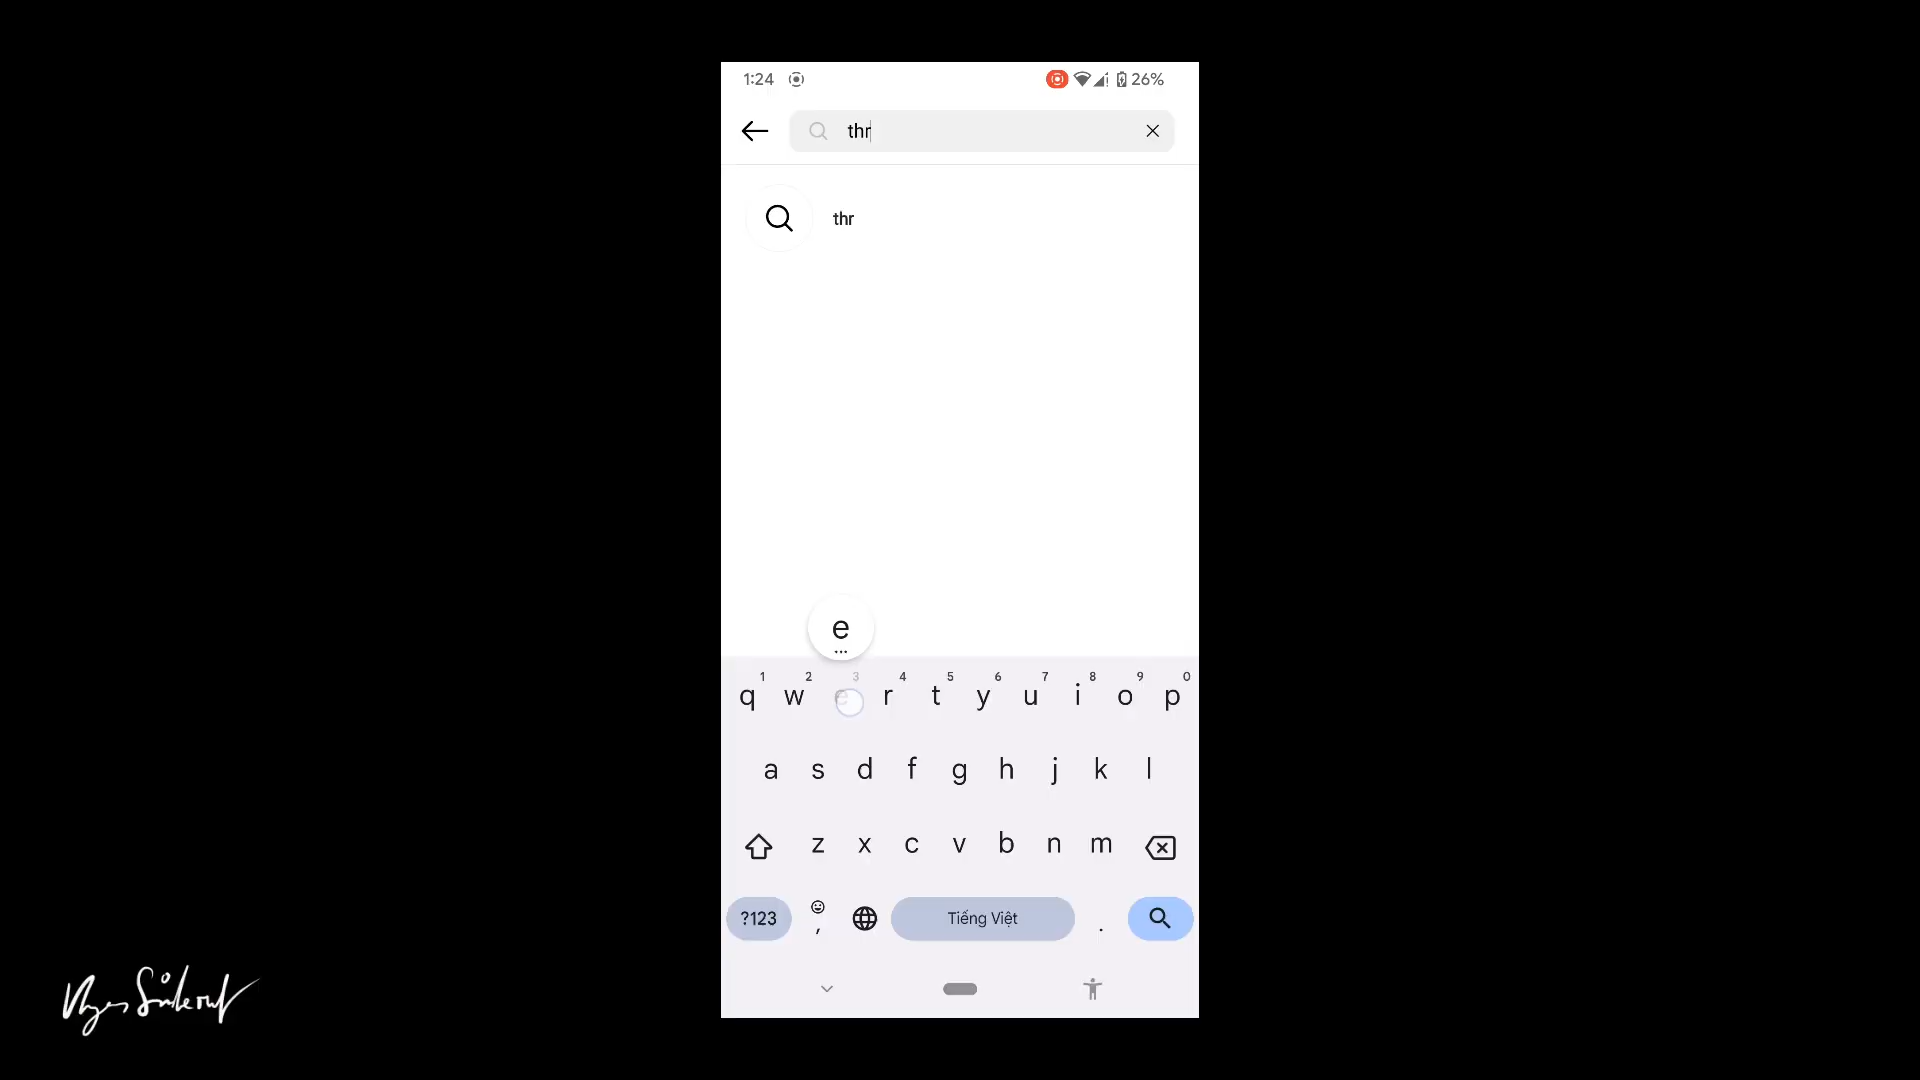 1:24 26%
thr
thr
e
...
1 2 3 4 5 6 7 8 9 0
q w e r t y u i o p
a s d f g h j k l
z x c v b n m
?123 , Tiếng Việt .